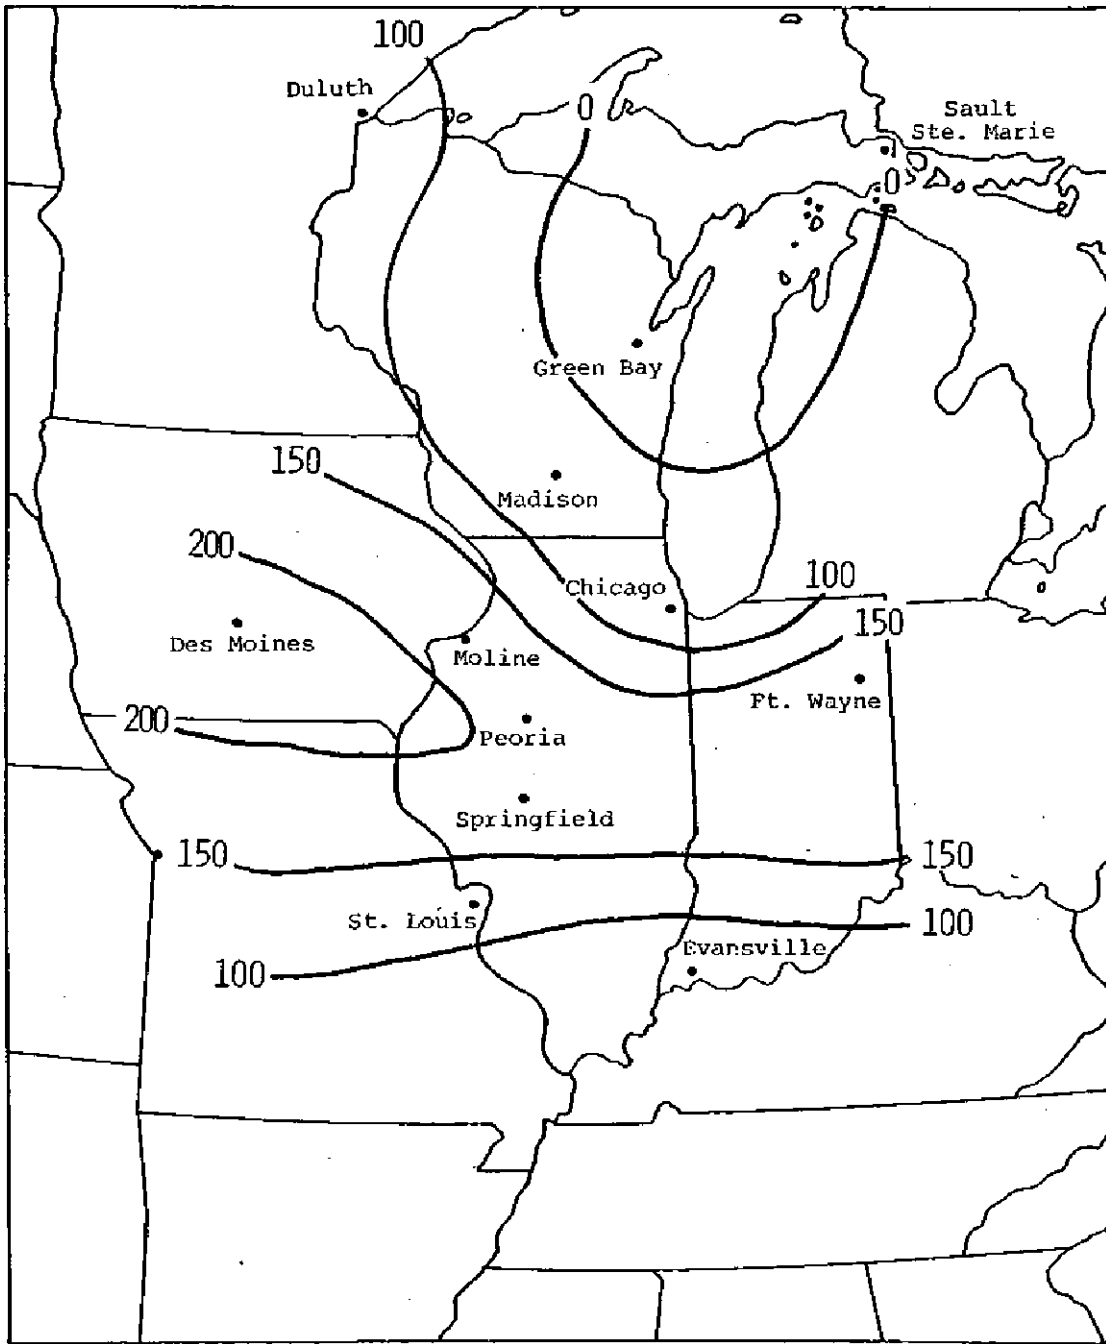 100
Duluth
0
Sault
Ste. Marie
0
Green Bay
150
Madison
200
Chicago
100
150
Des Moines
Moline
Ft. Wayne
200
Peoria
Springfield
150
150
St. Louis
100
Evansville
100